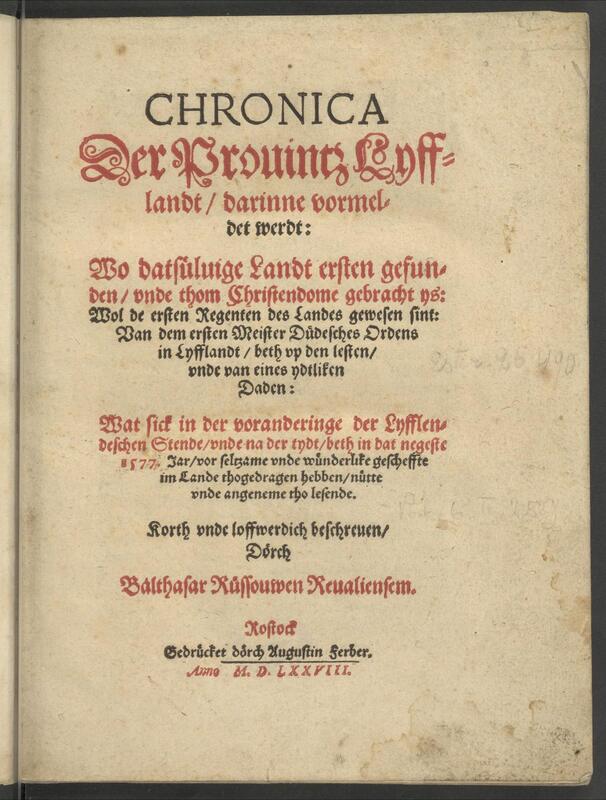 CHRONICA
Der Prouintz Lyff-
landt / darinne vormel-
det werdt:
Wo datsüluige Landt ersten gefun-
den / vnde thom Christendome gebracht ys:
Wol de ersten Regenten des Landes gewesen sint:
Van dem ersten Meister Düdesches Ordens
in Lyfflandt / beth vp den lesten /
vnde van eines ydtliken
Daden:
Wat sick in der voranderinge der Lyfflen-
deschen Stende / vnde na der tydt / beth in dat negeste
1577. Jar / vor seltzame vnde wünderlike gescheffte
im Lande thogedragen hebben / nütte
vnde angeneme tho lesende.
Korth vnde loffwerdich beschreuen /
Dörch
Balthasar Rüssouwen Reualiensem.
Rostock
Gedrücket dörch Augustin Ferber.
Anno M. D. LXXVIII.